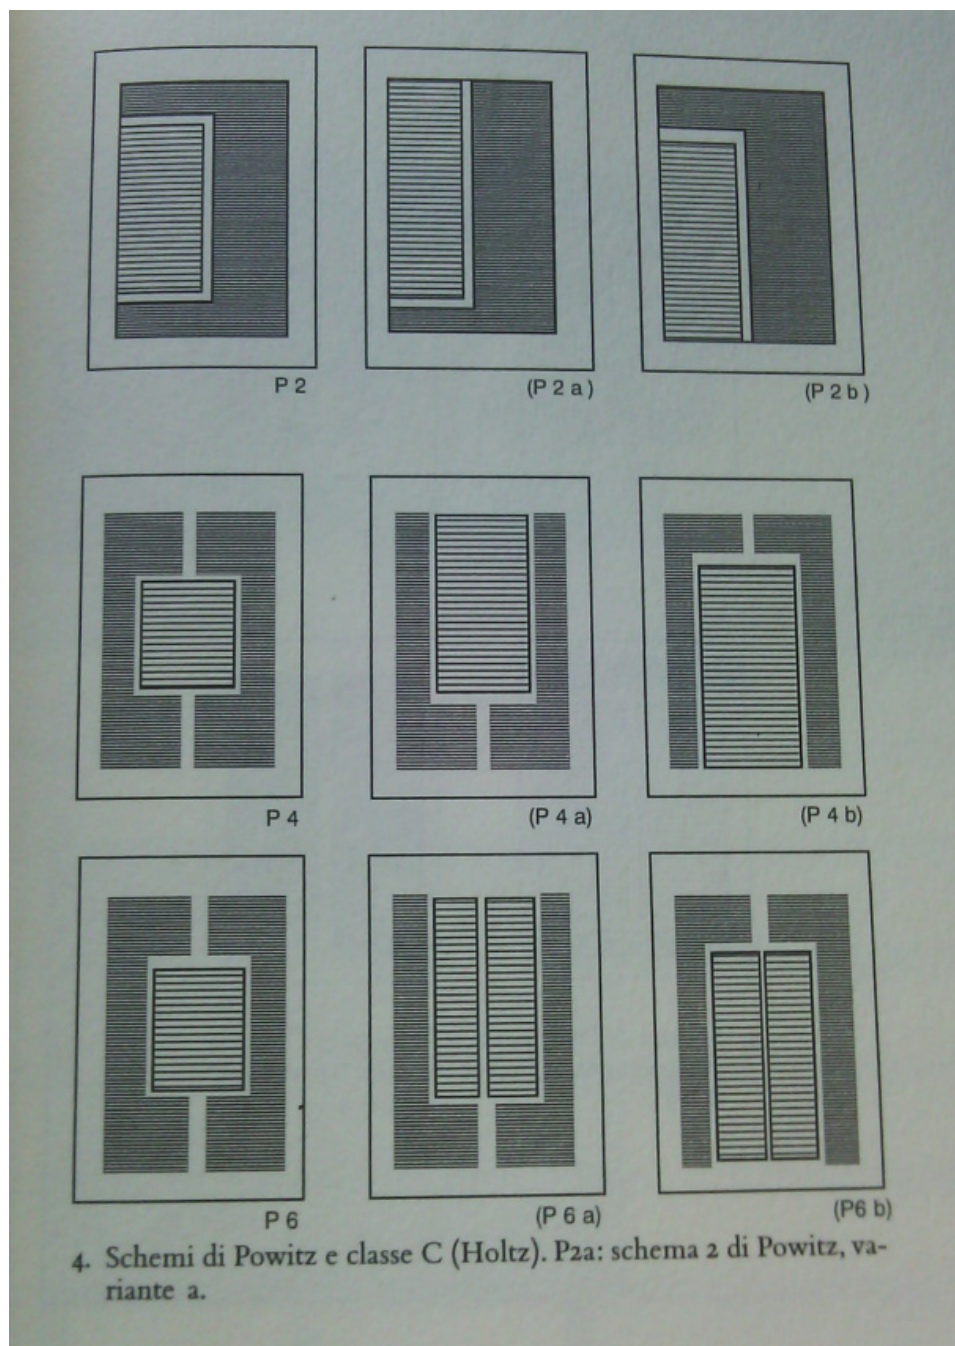 P 2
(P 2 a)
(P 2 b)
P 4
(P 4 a)
(P 4 b)
P 6
(P 6 a)
(P6 b)
4. Schemi di Powitz e classe C (Holtz). P2a: schema 2 di Powitz, va-
riante a.